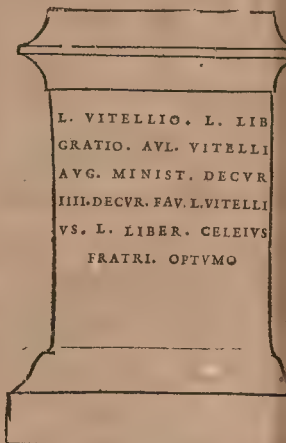 L. VITELLIO. L. LIB
GRATIO. AVL. VITELLI
AVG. MINIST. DECVR
IIII. DECVR. FAV. L. VITELLI
VS. L. LIBER. CELEIVS
FRATRI. OPTVMO